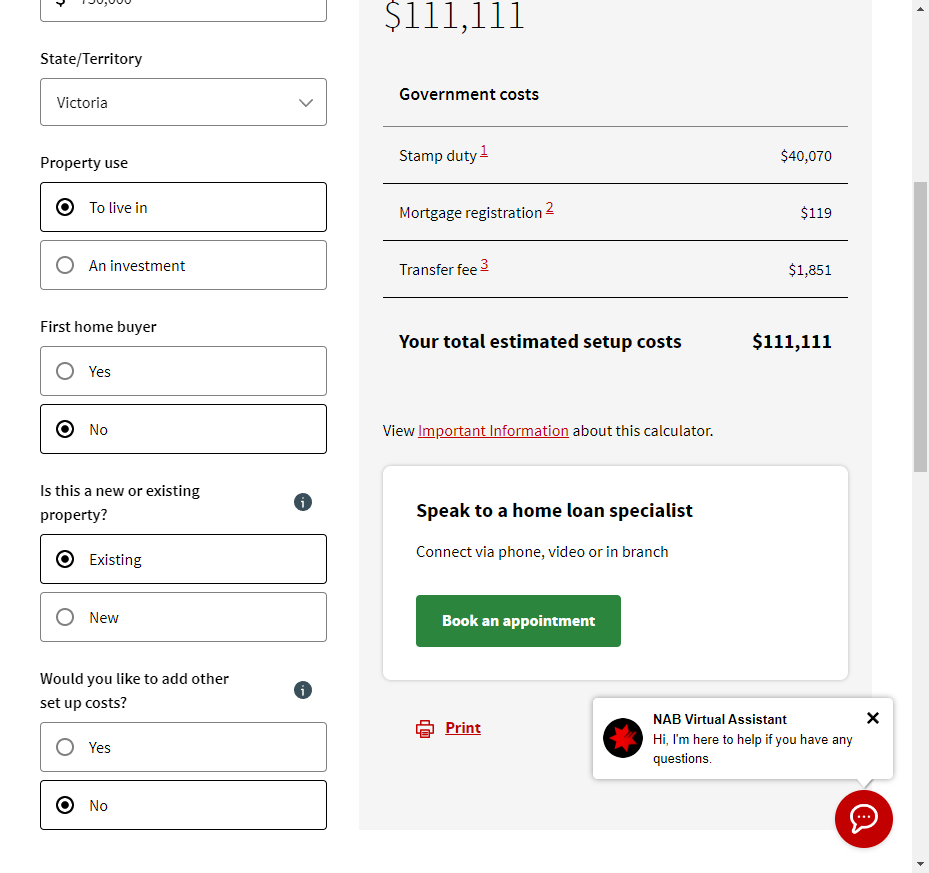 $111,111
State/Territory
Victoria
Property use
To live in
An investment
First home buyer
Yes
No
Is this a new or existing
property?
Existing
New
Would you like to add other
set up costs?
Yes
No
Government costs
Stamp duty 1 $40,070
Mortgage registration 2 $119
Transfer fee 3 $1,851
Your total estimated setup costs $111,111
View Important Information about this calculator.
Speak to a home loan specialist
Connect via phone, video or in branch
Book an appointment
Print
NAB Virtual Assistant
Hi, I'm here to help if you have any
questions.